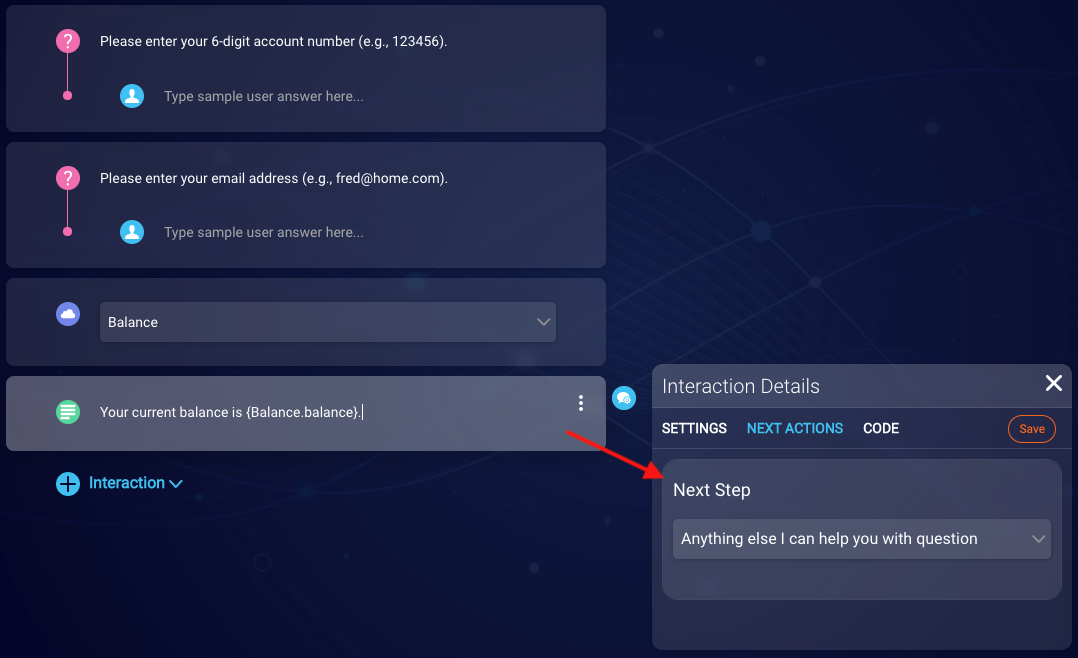 Please enter your 6-digit account number (e.g., 123456).
Type sample user answer here...
Please enter your email address (e.g., fred@home.com).
Type sample user answer here...
Balance
Your current balance is {Balance.balance}.
Interaction
Interaction Details
SETTINGS NEXT ACTIONS CODE Save
Next Step
Anything else I can help you with question